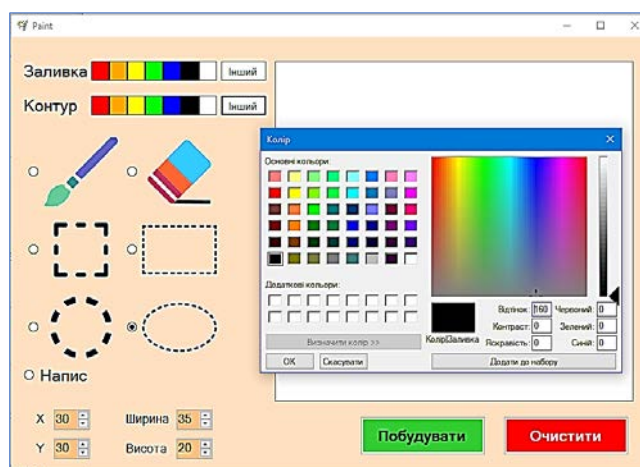 Paint
Заливка Інший
Контур Інший
Колір
Основні кольори:
Додаткові кольори:
Визначити колір >>
ОК Скасувати
Колір|Заливка
Відтінок: 160 Червоний: 0
Контраст: 0 Зелений: 0
Яскравість: 0 Синій: 0
Додати до набору
Напис
X 30 Ширина 35
Y 30 Висота 20
Побудувати Очистити